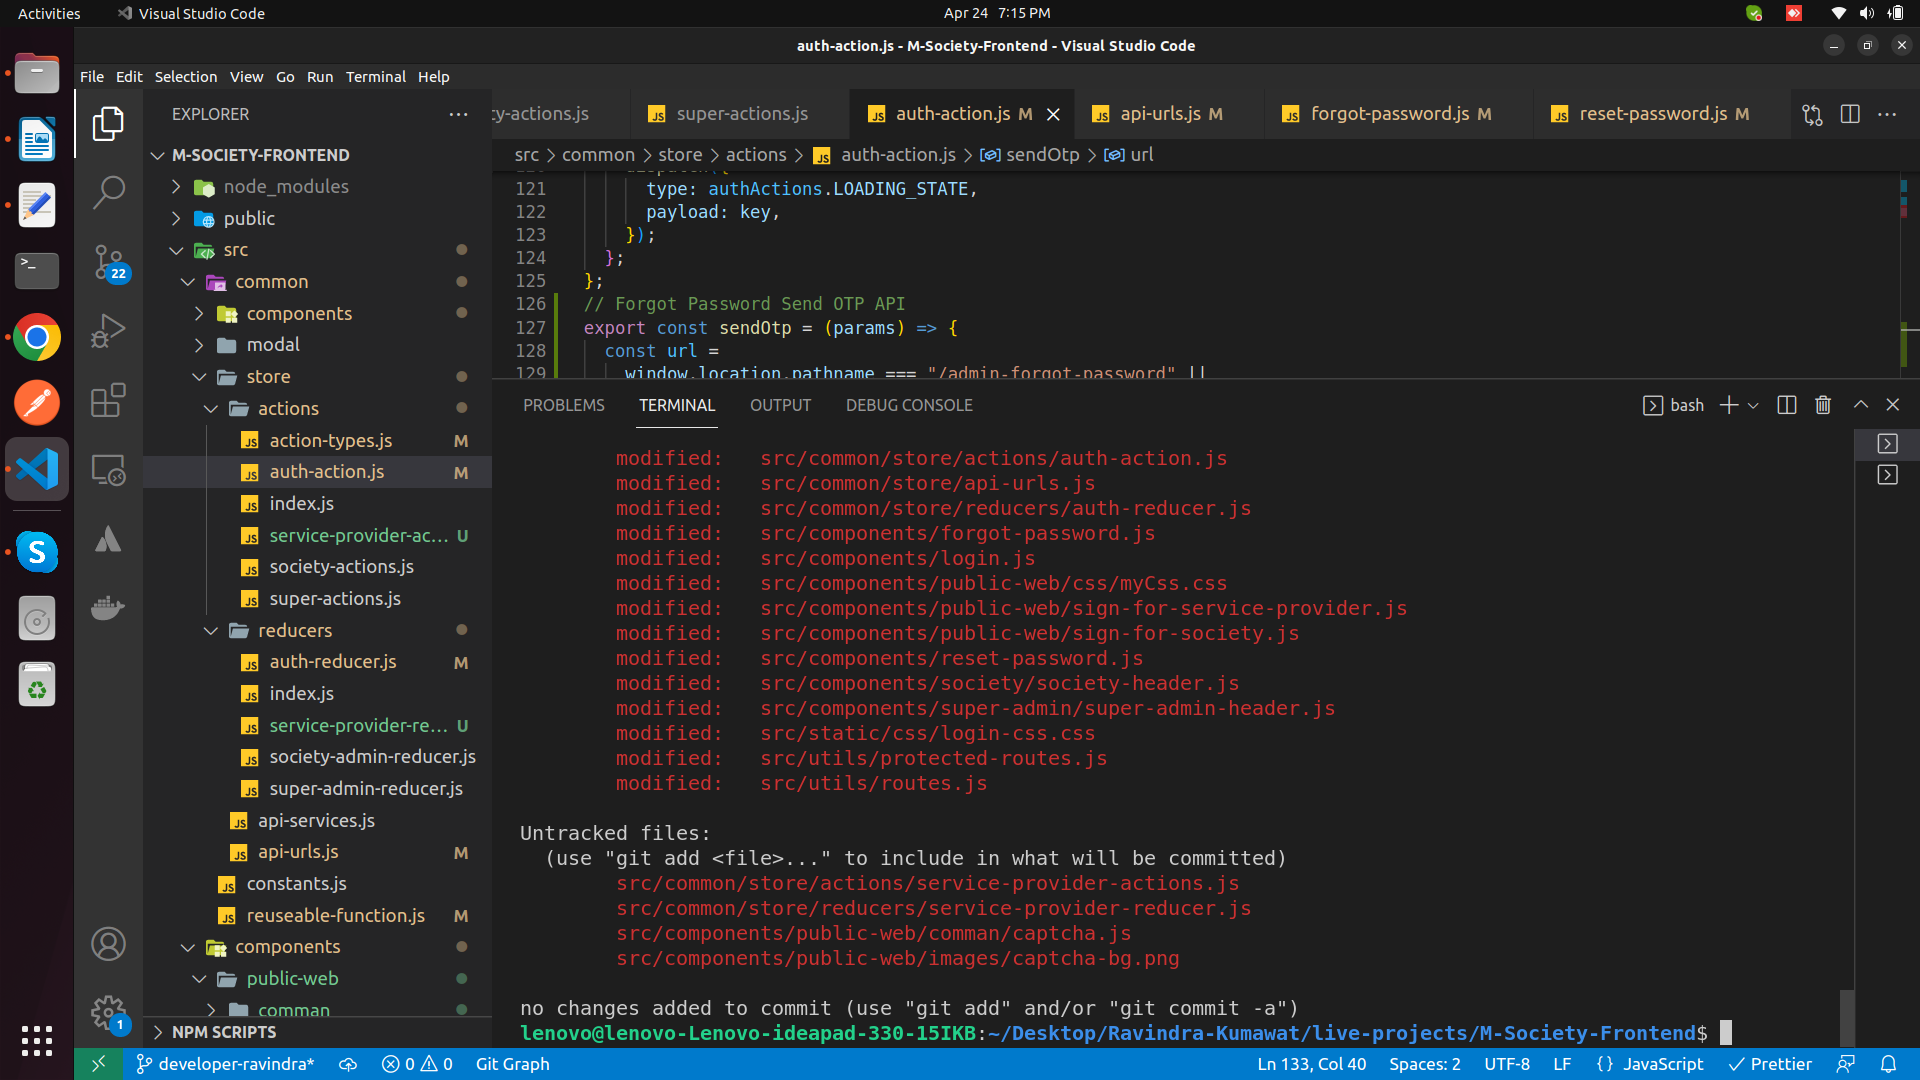 Activities
Visual Studio Code
Apr 24 7:15 PM
auth-action.js - M-Society-Frontend - Visual Studio Code
File Edit Selection View Go Run Terminal Help
EXPLORER
M-SOCIETY-FRONTEND
node_modules
public
src
common
components
modal
store
actions
action-types.js M
auth-action.js M
index.js
service-provider-ac... U
society-actions.js
super-actions.js
reducers
auth-reducer.js M
index.js
service-provider-re... U
society-admin-reducer.js
super-admin-reducer.js
api-services.js
api-urls.js M
constants.js
reuseable-function.js M
components
public-web
comman
NPM SCRIPTS
22
1
ty-actions.js
super-actions.js
auth-action.js M
api-urls.js M
forgot-password.js M
reset-password.js M
src > common > store > actions > auth-action.js > sendOtp > url
120 dispatch({
121 type: authActions.LOADING_STATE,
122 payload: key,
123 });
124 };
125 };
126 // Forgot Password Send OTP API
127 export const sendOtp = (params) => {
128 const url =
129 window.location.pathname === "/admin-forgot-password" ||
PROBLEMS TERMINAL OUTPUT DEBUG CONSOLE
bash
modified: src/common/store/actions/auth-action.js
modified: src/common/store/api-urls.js
modified: src/common/store/reducers/auth-reducer.js
modified: src/components/forgot-password.js
modified: src/components/login.js
modified: src/components/public-web/css/myCss.css
modified: src/components/public-web/sign-for-service-provider.js
modified: src/components/public-web/sign-for-society.js
modified: src/components/reset-password.js
modified: src/components/society/society-header.js
modified: src/components/super-admin/super-admin-header.js
modified: src/static/css/login-css.css
modified: src/utils/protected-routes.js
modified: src/utils/routes.js
Untracked files:
(use "git add <file>..." to include in what will be committed)
src/common/store/actions/service-provider-actions.js
src/common/store/reducers/service-provider-reducer.js
src/components/public-web/comman/captcha.js
src/components/public-web/images/captcha-bg.png
no changes added to commit (use "git add" and/or "git commit -a")
lenovo@lenovo-Lenovo-ideapad-330-15IKB:~/Desktop/Ravindra-Kumawat/live-projects/M-Society-Frontend$
developer-ravindra* 0 0 Git Graph
Ln 133, Col 40 Spaces: 2 UTF-8 LF {} JavaScript Prettier